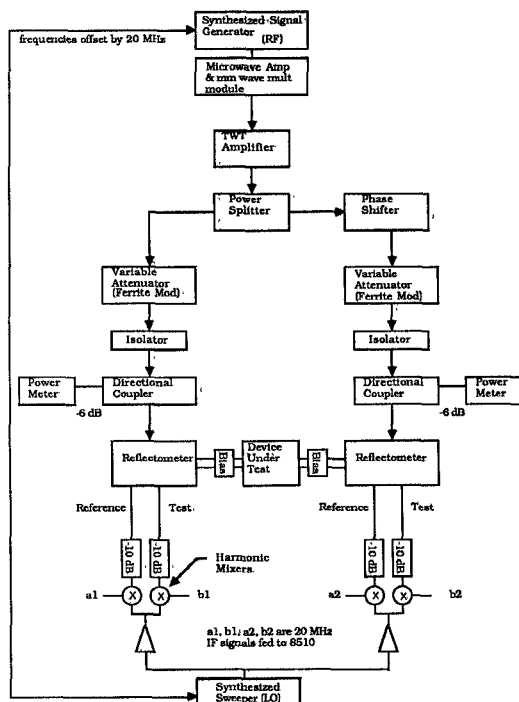 Synthesized Signal
Generator
(RF)
frequencies offset by 20 MHz
Microwave Amp
& mm wave mult
module
TWT
Amplifier
Power
Splitter
Phase
Shifter
Variable
Attenuator
(Ferrite Mod)
Variable
Attenuator
(Ferrite Mod)
Isolator
Isolator
Power
Meter
-6 dB
Directional
Coupler
Directional
Coupler
-6 dB
Power
Meter
Reflectometer
Bias
Device
Under
Test
Bias
Reflectometer
Reference
Test
Reference
Test
-10 dB
-10 dB
Harmonic
Mixers
-10 dB
-10 dB
a1
X
X
b1
a2
X
X
b2
a1, b1, a2, b2 are 20 MHz
IF signals fed to 8510
Synthesized
Sweeper (LO)